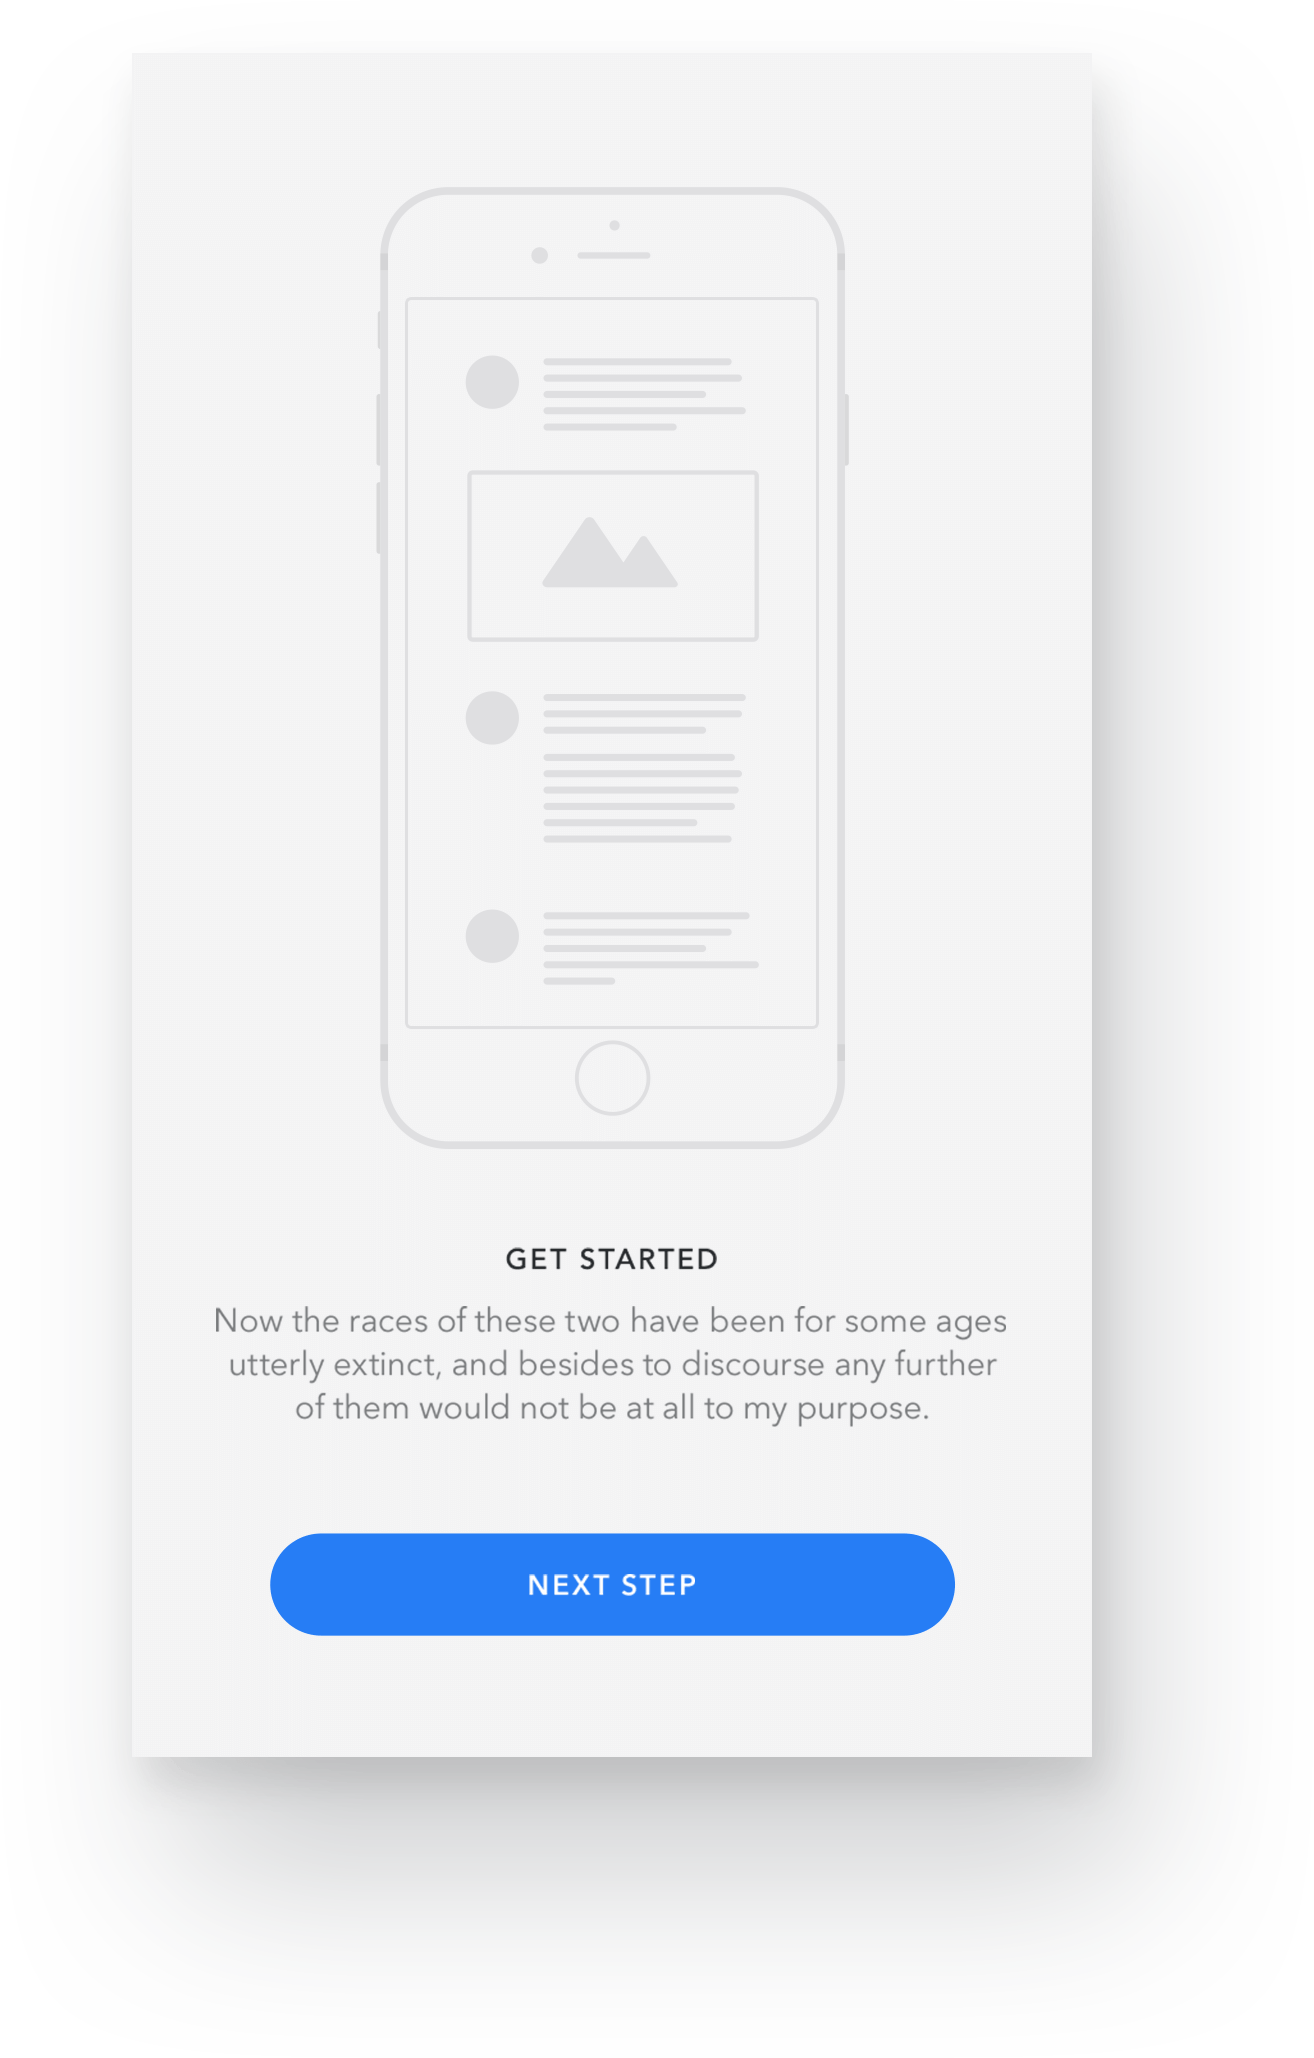 GET STARTED
Now the races of these two have been for some ages
utterly extinct, and besides to discourse any further
of them would not be at all to my purpose.
NEXT STEP